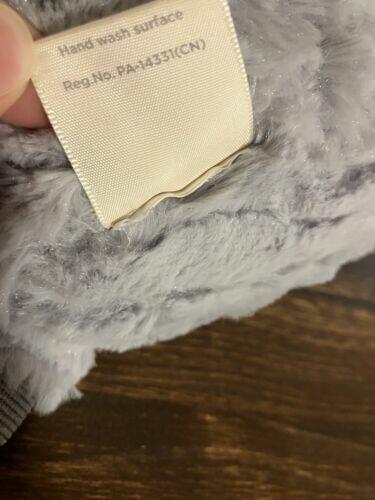 Hand wash surface
Reg.No. PA-14331(CN)